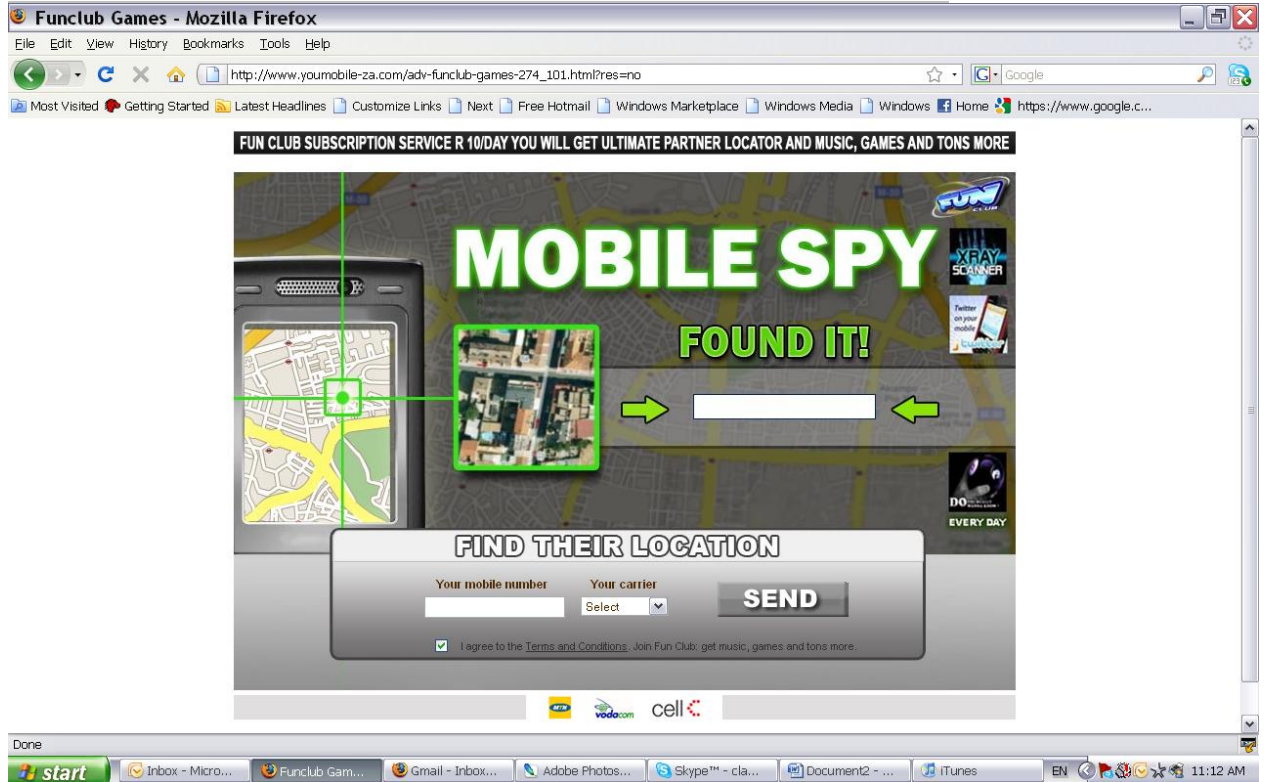 Funclub Games - Mozilla Firefox
File Edit View History Bookmarks Tools Help
http://www.youmobile-za.com/adv-funclub-games-274_101.html?res=no
G Google
Most Visited Getting Started Latest Headlines Customize Links Next Free Hotmail Windows Marketplace Windows Media Windows Home https://www.google.c...
FUN CLUB SUBSCRIPTION SERVICE R 10/DAY YOU WILL GET ULTIMATE PARTNER LOCATOR AND MUSIC, GAMES AND TONS MORE
FUN
CLUB
MOBILE SPY
XRAY
SCANNER
Twitter
on your
mobile
twitter
FOUND IT!
DO
EVERY DAY
FIND THEIR LOCATION
Your mobile number Your carrier
Select
SEND
I agree to the Terms and Conditions. Join Fun Club: get music, games and tons more.
MTN vodacom cell C
Done
start Inbox - Micro... Funclub Gam... Gmail - Inbox... Adobe Photos... Skype™ - cla... Document2 - ... iTunes EN 11:12 AM